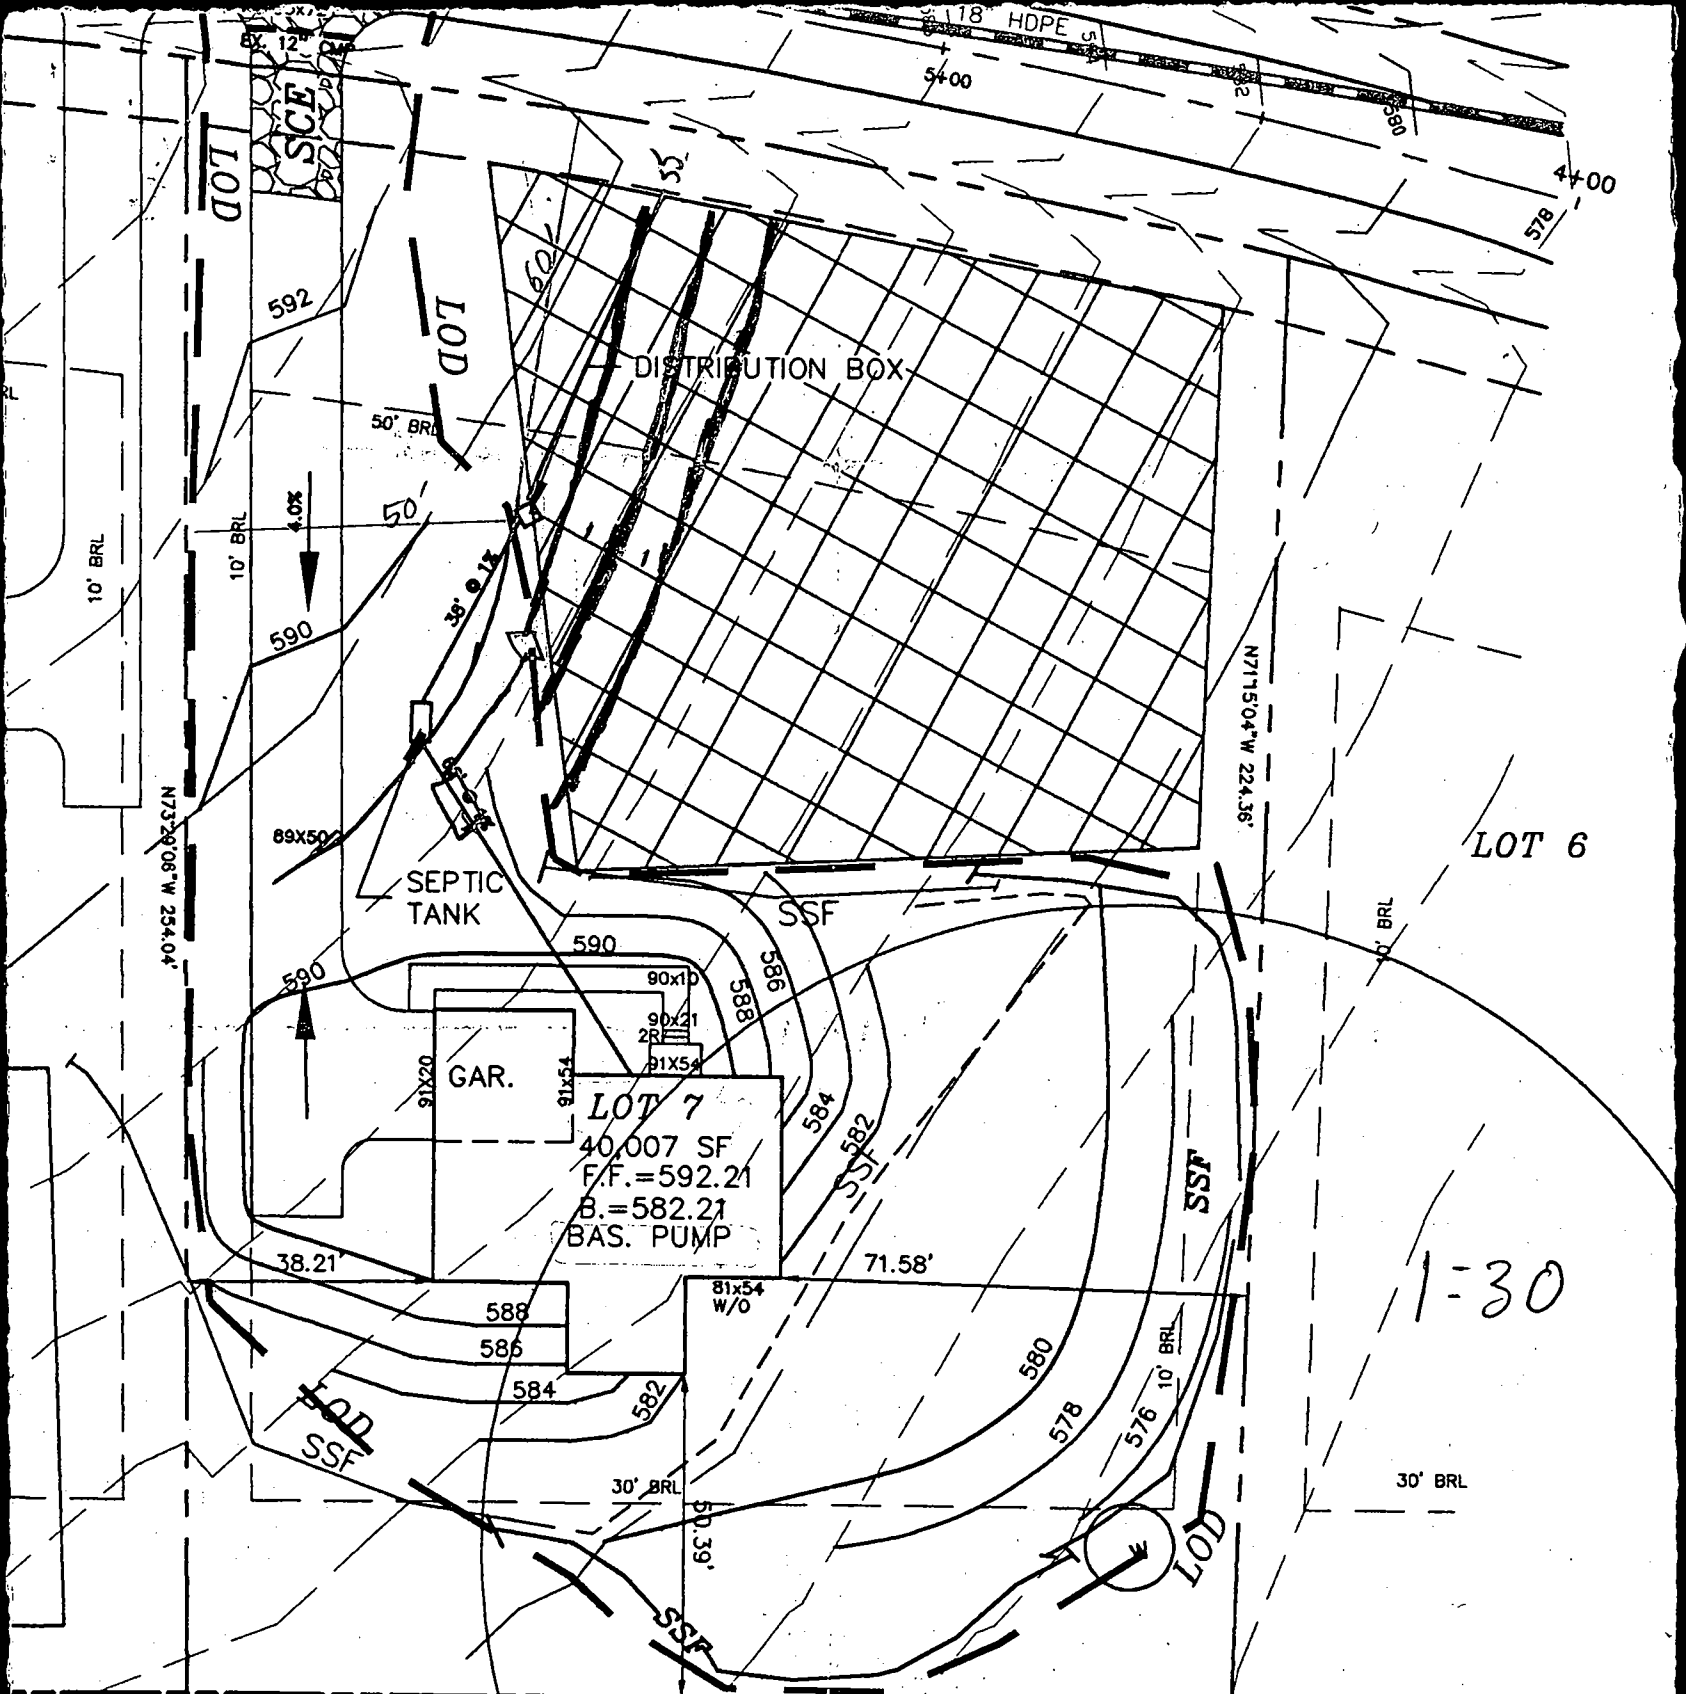 18" HDPE
EX. 12"
SCE
LOD
5+00
582
580
4+00
578
55
60'
592
LOD
DISTRIBUTION BOX
50' BRL
50
4.0%
10' BRL
10' BRL
38' @ 1%
590
N71°15'04"W 224.36'
N73°29'06"W 254.04'
89X50
LOT 6
SEPTIC
TANK
SSF
590
590
586
588
90x10
90x21
2R
91X54
91X20
GAR.
91x54
LOT 7
40,007 SF
F.F.=592.21
B.=582.21
BAS. PUMP
584
582
SSF
SSF
38.21'
71.58'
81x54
W/O
1=30
588
586
584
582
580
578
576
10' BRL
LOD
SSF
30' BRL
30' BRL
50.39'
LOD
SSF